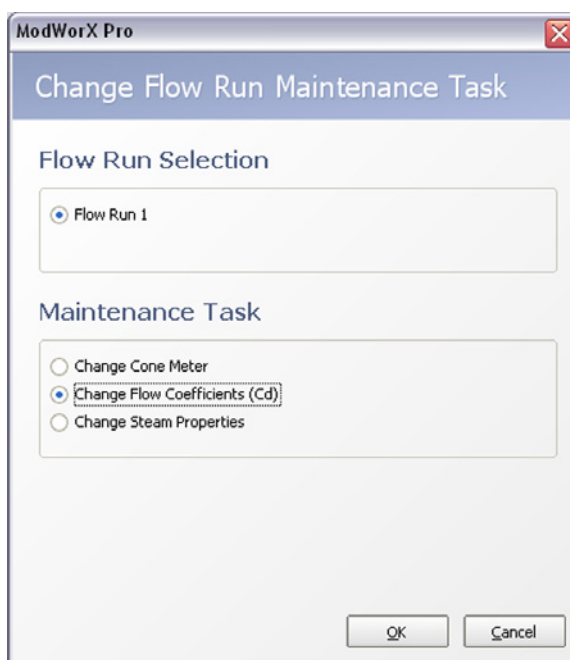 ModWorX Pro
Change Flow Run Maintenance Task
Flow Run Selection
Flow Run 1
Maintenance Task
Change Cone Meter
Change Flow Coefficients (Cd)
Change Steam Properties
OK
Cancel